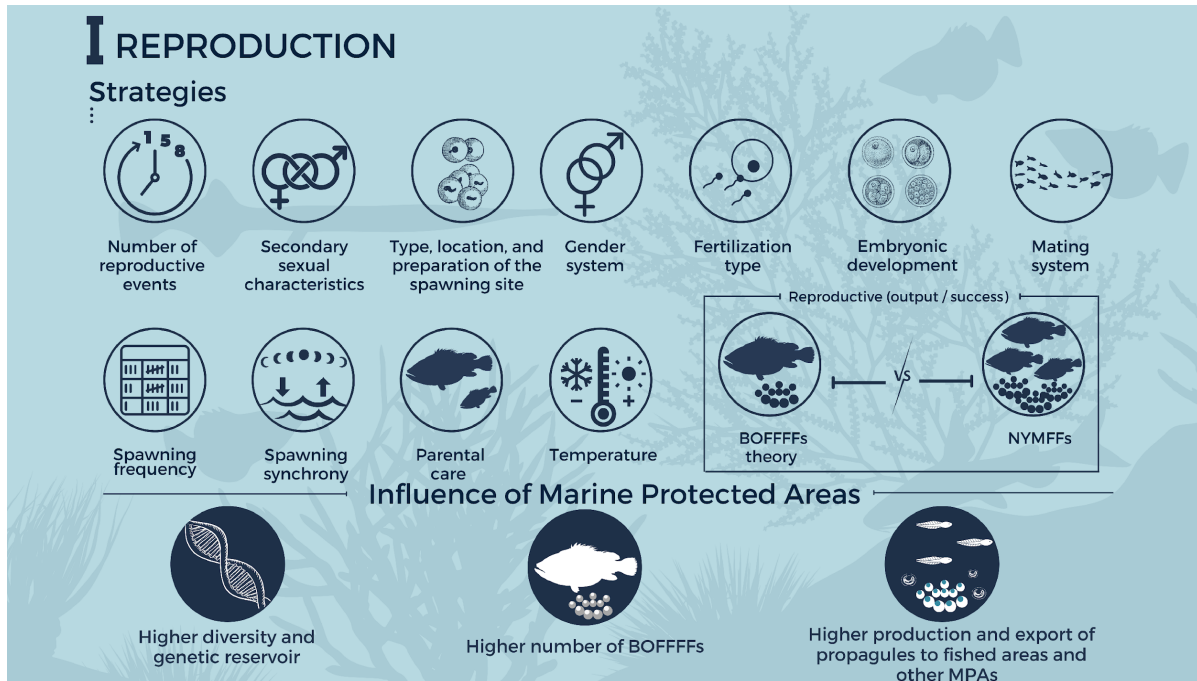 I REPRODUCTION
Strategies
1 5 8
Number of
reproductive
events
Secondary
sexual
characteristics
Type, location, and
preparation of the
spawning site
Gender
system
Fertilization
type
Embryonic
development
Mating
system
Spawning
frequency
Spawning
synchrony
Parental
care
Temperature
Reproductive (output / success)
BOFFFFs
theory
VS
NYMFFs
Influence of Marine Protected Areas
Higher diversity and
genetic reservoir
Higher number of BOFFFFs
Higher production and export of
propagules to fished areas and
other MPAs